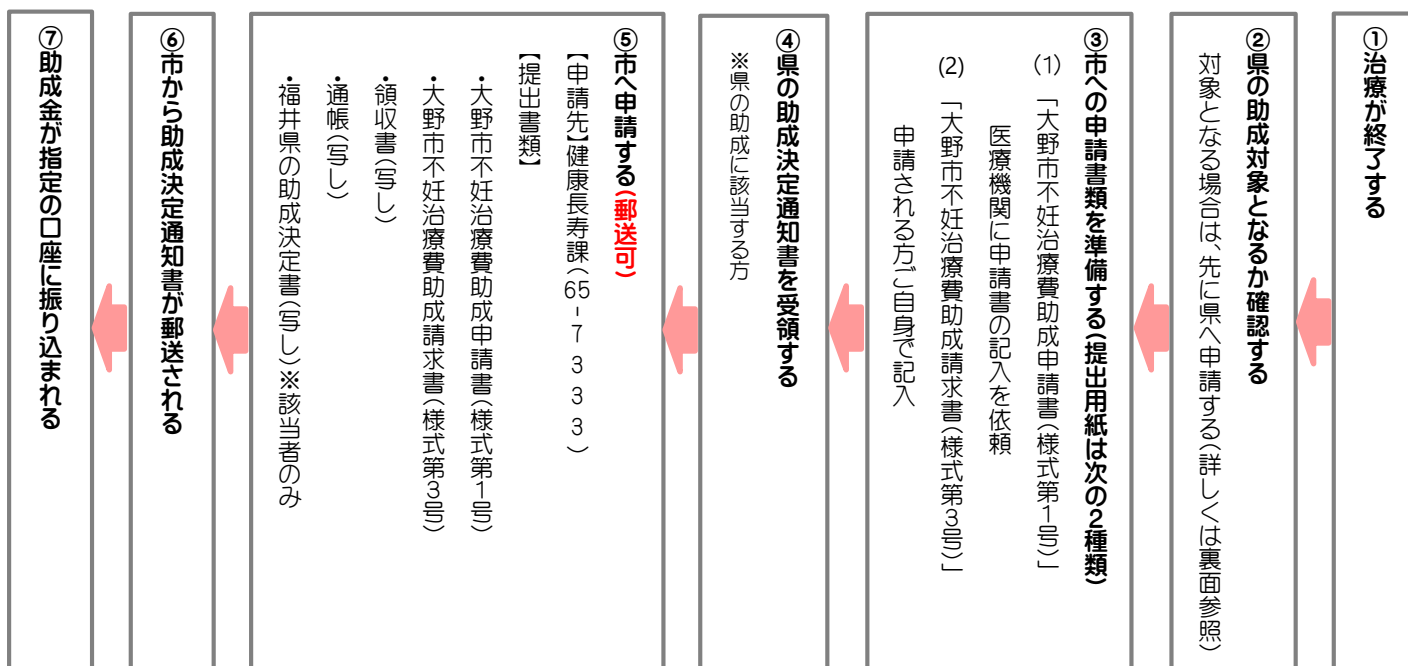 ①治療が終了する
②県の助成対象となるか確認する
対象となる場合は、先に県へ申請する（詳しくは裏面参照）
③市への申請書類を準備する（提出用紙は次の２種類）
(1)　「大野市不妊治療費助成申請書（様式第１号）」
医療機関に申請書の記入を依頼
(2)　「大野市不妊治療費助成請求書（様式第３号）」
申請される方ご自身で記入
④県の助成決定通知書を受領する
※県の助成に該当する方
⑤市へ申請する（郵送可）
【申請先】健康長寿課（65-７３３３）
【提出書類】
・大野市不妊治療費助成申請書（様式第１号）
・大野市不妊治療費助成請求書（様式第３号）
・領収書（写し）
・通帳（写し）
・福井県の助成決定書（写し）※該当者のみ
⑥市から助成決定通知書が郵送される
⑦助成金が指定の口座に振り込まれる